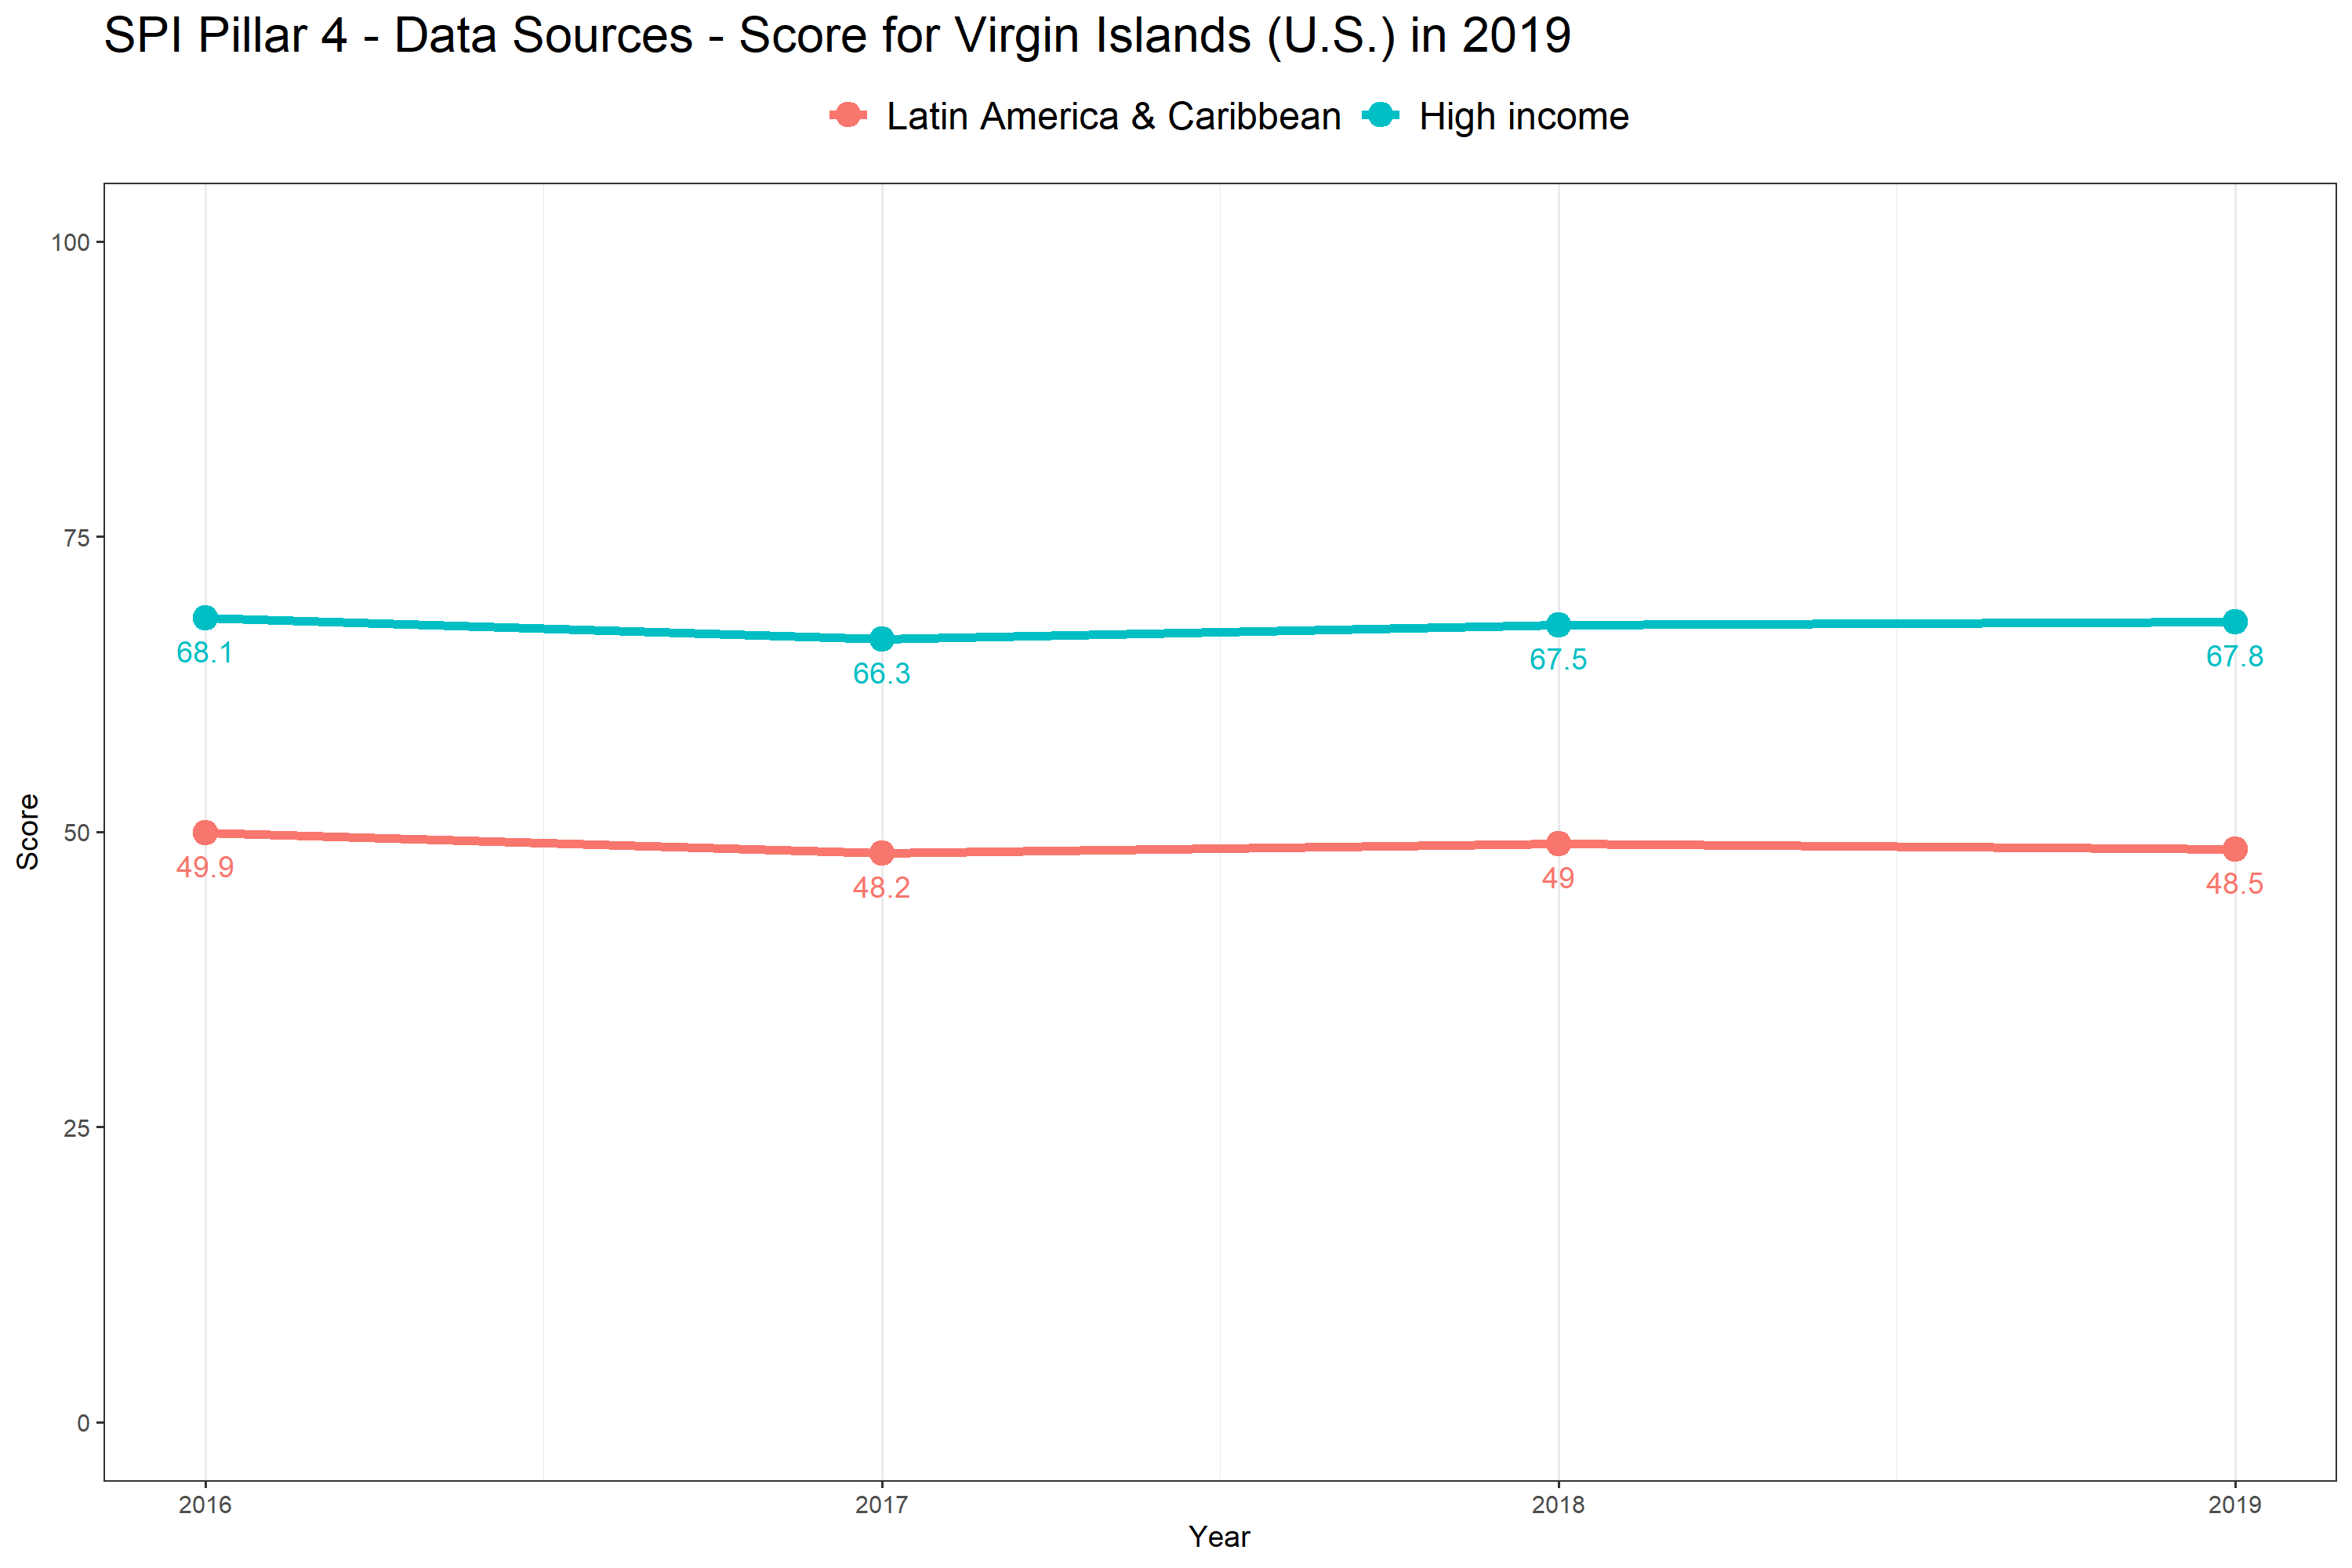 SPI Pillar 4 - Data Sources - Score for Virgin Islands (U.S.) in 2019
Latin America & Caribbean High income
100
75
50
25
0
Score
68.1 66.3 67.5 67.8
49.9 48.2 49 48.5
2016 2017 2018 2019
Year